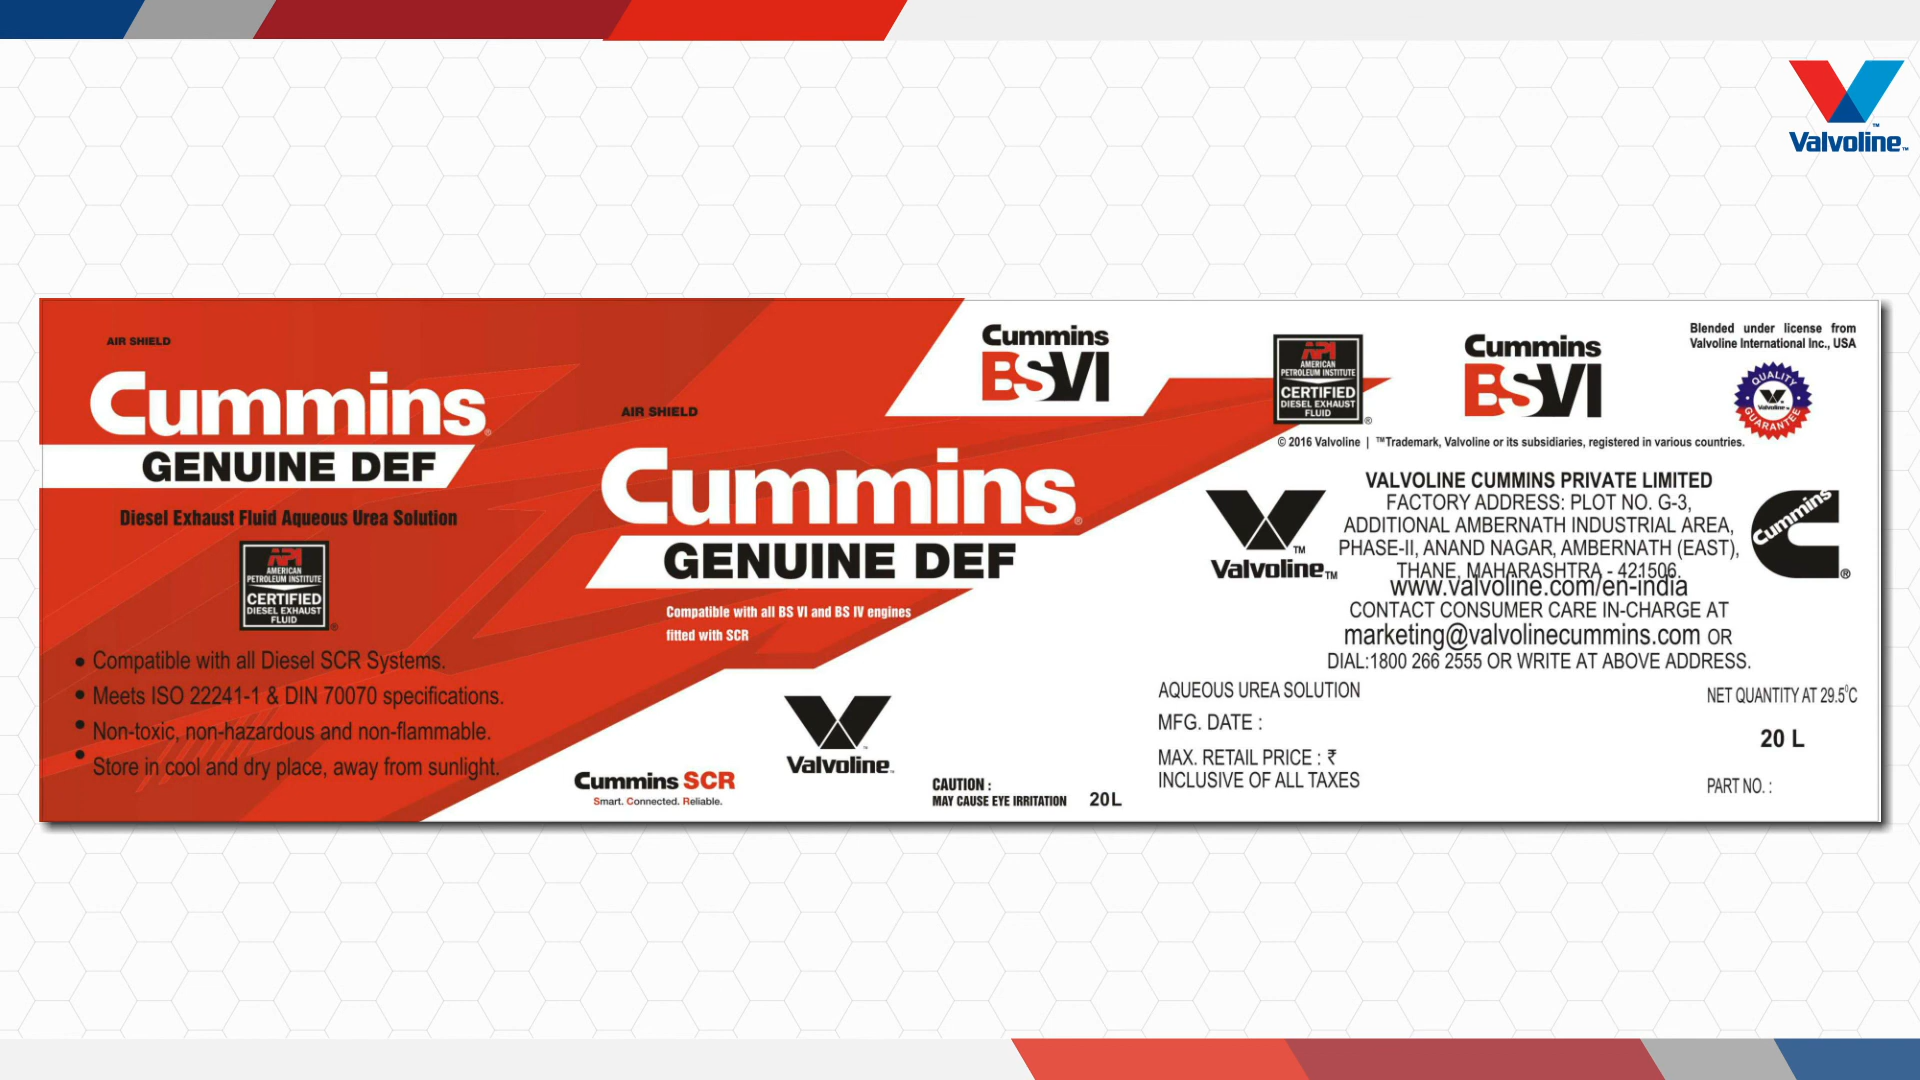 Valvoline™
AIR SHIELD
Cummins®
GENUINE DEF
Diesel Exhaust Fluid Aqueous Urea Solution
API
AMERICAN
PETROLEUM INSTITUTE
CERTIFIED
DIESEL EXHAUST
FLUID
®
• Compatible with all Diesel SCR Systems.
• Meets ISO 22241-1 & DIN 70070 specifications.
• Non-toxic, non-hazardous and non-flammable.
• Store in cool and dry place, away from sunlight.
Cummins
BSVI
AIR SHIELD
Cummins®
GENUINE DEF
Compatible with all BS VI and BS IV engines
fitted with SCR
Valvoline™
Cummins SCR
Smart. Connected. Reliable.
CAUTION :
MAY CAUSE EYE IRRITATION
20L
API
AMERICAN
PETROLEUM INSTITUTE
CERTIFIED
DIESEL EXHAUST
FLUID
®
Cummins
BSVI
Blended under license from
Valvoline International Inc., USA
QUALITY
Valvoline
GUARANTEE
© 2016 Valvoline | ™Trademark, Valvoline or its subsidiaries, registered in various countries.
Valvoline™
VALVOLINE CUMMINS PRIVATE LIMITED
FACTORY ADDRESS: PLOT NO. G-3,
ADDITIONAL AMBERNATH INDUSTRIAL AREA,
PHASE-II, ANAND NAGAR, AMBERNATH (EAST),
THANE, MAHARASHTRA - 421506.
www.valvoline.com/en-india
CONTACT CONSUMER CARE IN-CHARGE AT
marketing@valvolinecummins.com OR
DIAL:1800 266 2555 OR WRITE AT ABOVE ADDRESS.
Cummins®
AQUEOUS UREA SOLUTION
MFG. DATE :
MAX. RETAIL PRICE : ₹
INCLUSIVE OF ALL TAXES
NET QUANTITY AT 29.5°C
20 L
PART NO. :